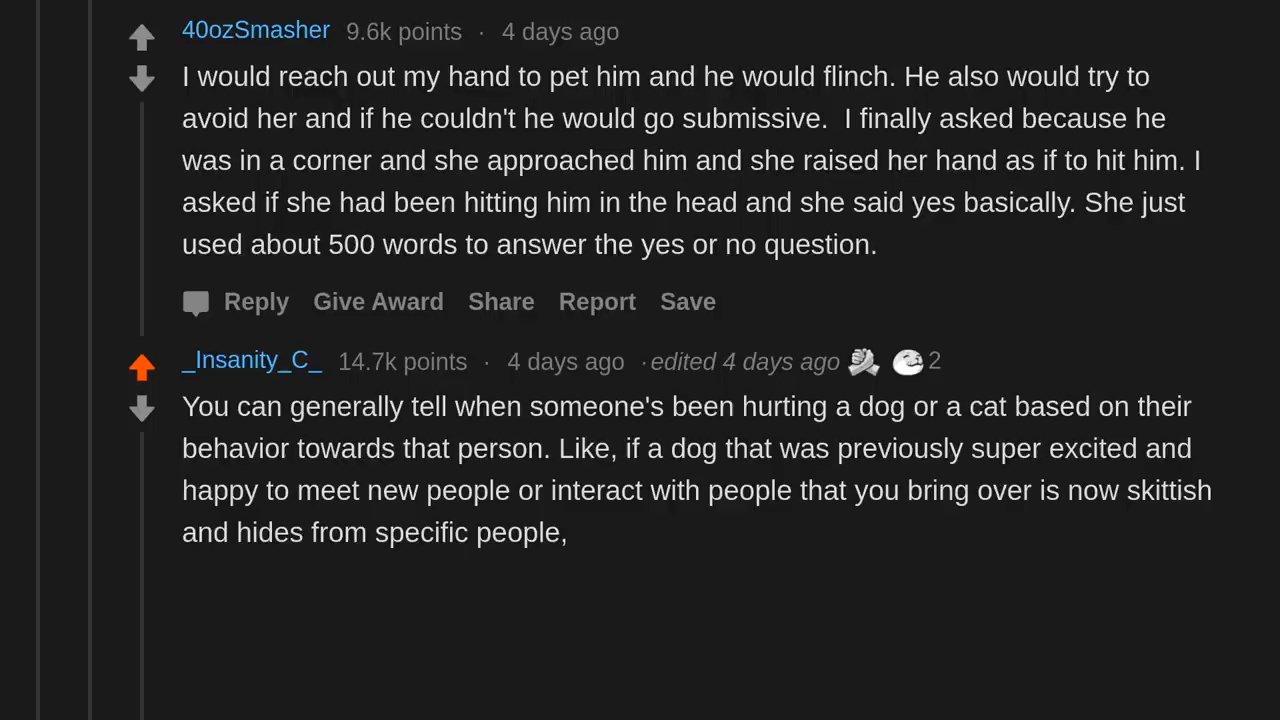 40ozSmasher 9.6k points · 4 days ago
I would reach out my hand to pet him and he would flinch. He also would try to
avoid her and if he couldn't he would go submissive.  I finally asked because he
was in a corner and she approached him and she raised her hand as if to hit him. I
asked if she had been hitting him in the head and she said yes basically. She just
used about 500 words to answer the yes or no question.
Reply Give Award Share Report Save
_Insanity_C_ 14.7k points · 4 days ago · edited 4 days ago 2
You can generally tell when someone's been hurting a dog or a cat based on their
behavior towards that person. Like, if a dog that was previously super excited and
happy to meet new people or interact with people that you bring over is now skittish
and hides from specific people,